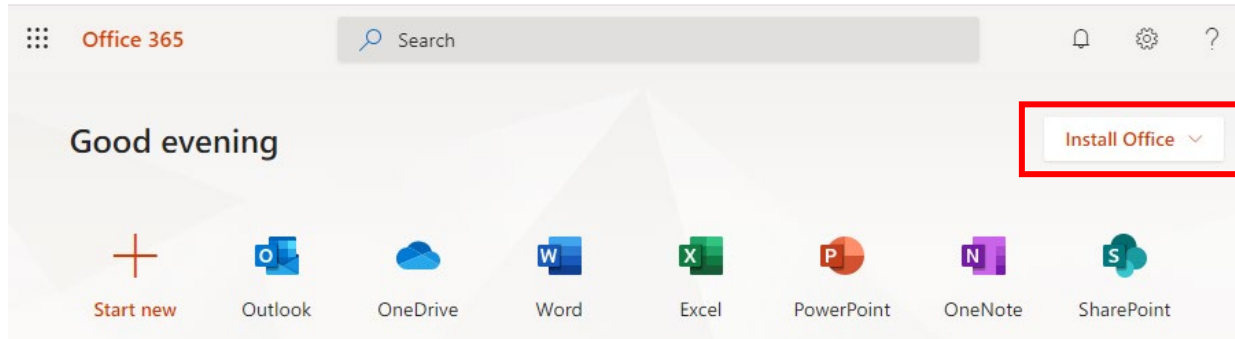 Office 365 Search ?
Good evening
Install Office
O W X P N S
Start new Outlook OneDrive Word Excel PowerPoint OneNote SharePoint